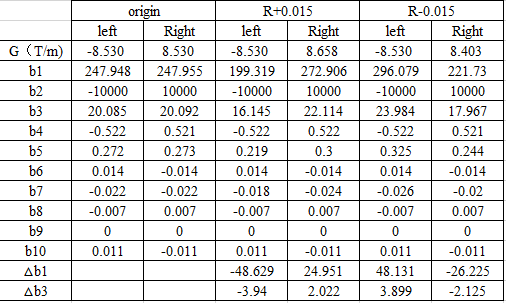 origin R+0.015 R-0.015
left Right left Right left Right
G（T/m) -8.530 8.530 -8.530 8.658 -8.530 8.403
b1 247.948 247.955 199.319 272.906 296.079 221.73
b2 -10000 10000 -10000 10000 -10000 10000
b3 20.085 20.092 16.145 22.114 23.984 17.967
b4 -0.522 0.521 -0.522 0.522 -0.522 0.521
b5 0.272 0.273 0.219 0.3 0.325 0.244
b6 0.014 -0.014 0.014 -0.014 0.014 -0.014
b7 -0.022 -0.022 -0.018 -0.024 -0.026 -0.02
b8 -0.007 0.007 -0.007 0.007 -0.007 0.007
b9 0 0 0 0 0 0
b10 0.011 -0.011 0.011 -0.011 0.011 -0.011
△b1 -48.629 24.951 48.131 -26.225
△b3 -3.94 2.022 3.899 -2.125